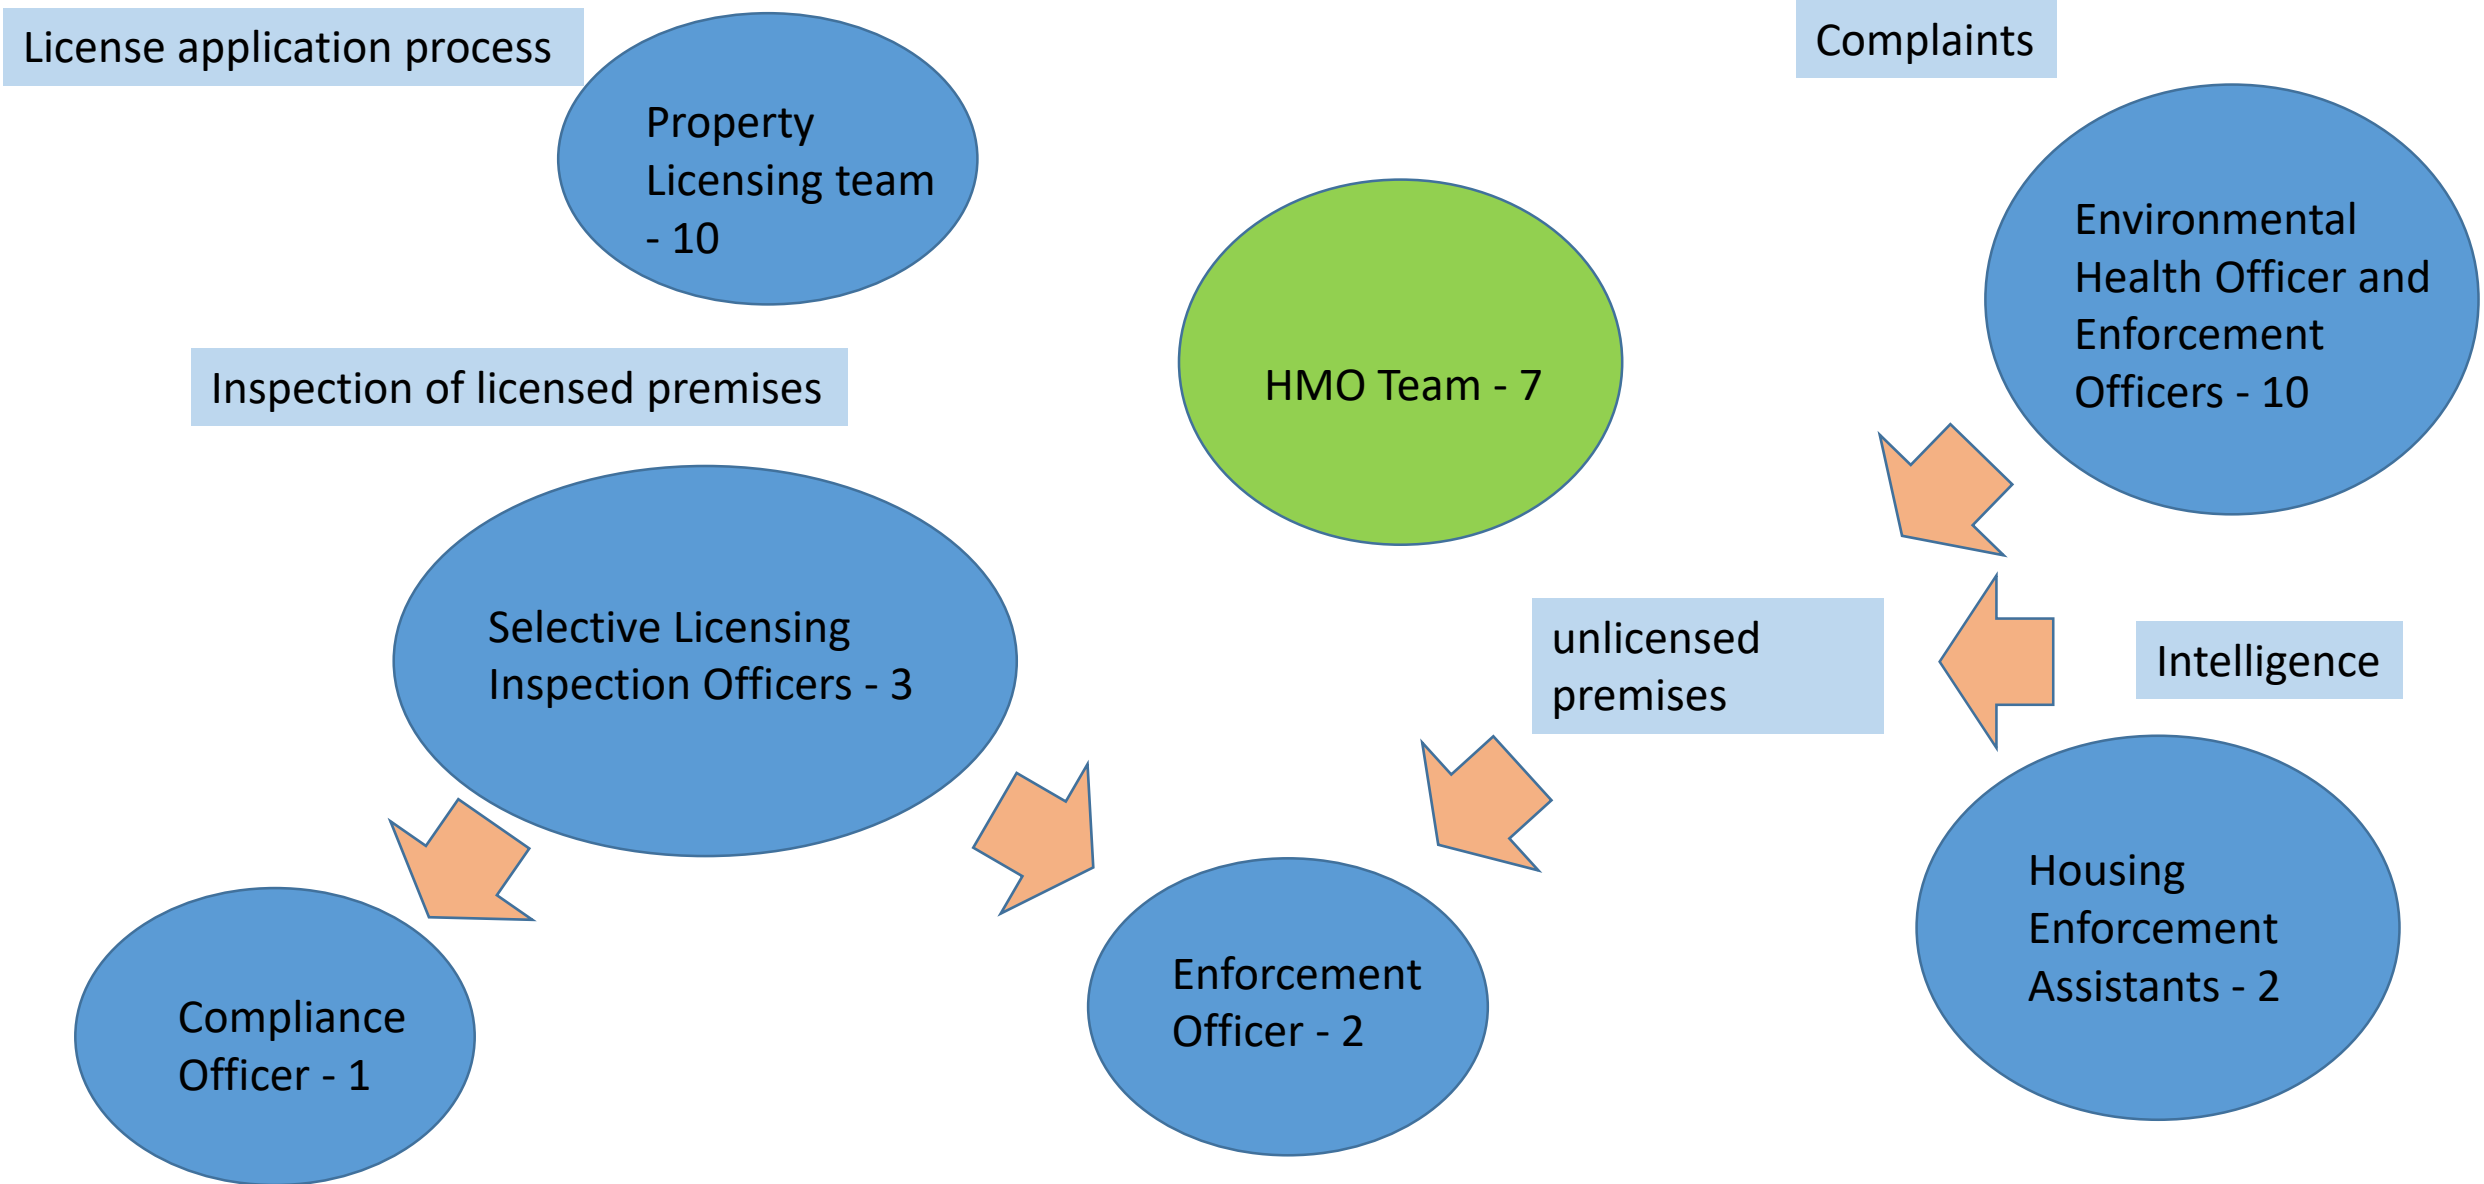 License application process
Property
Licensing team
- 10
Complaints
Environmental
Health Officer and
Enforcement
Officers - 10
HMO Team - 7
Inspection of licensed premises
Selective Licensing
Inspection Officers - 3
unlicensed
premises
Intelligence
Housing
Enforcement
Assistants - 2
Enforcement
Officer - 2
Compliance
Officer - 1